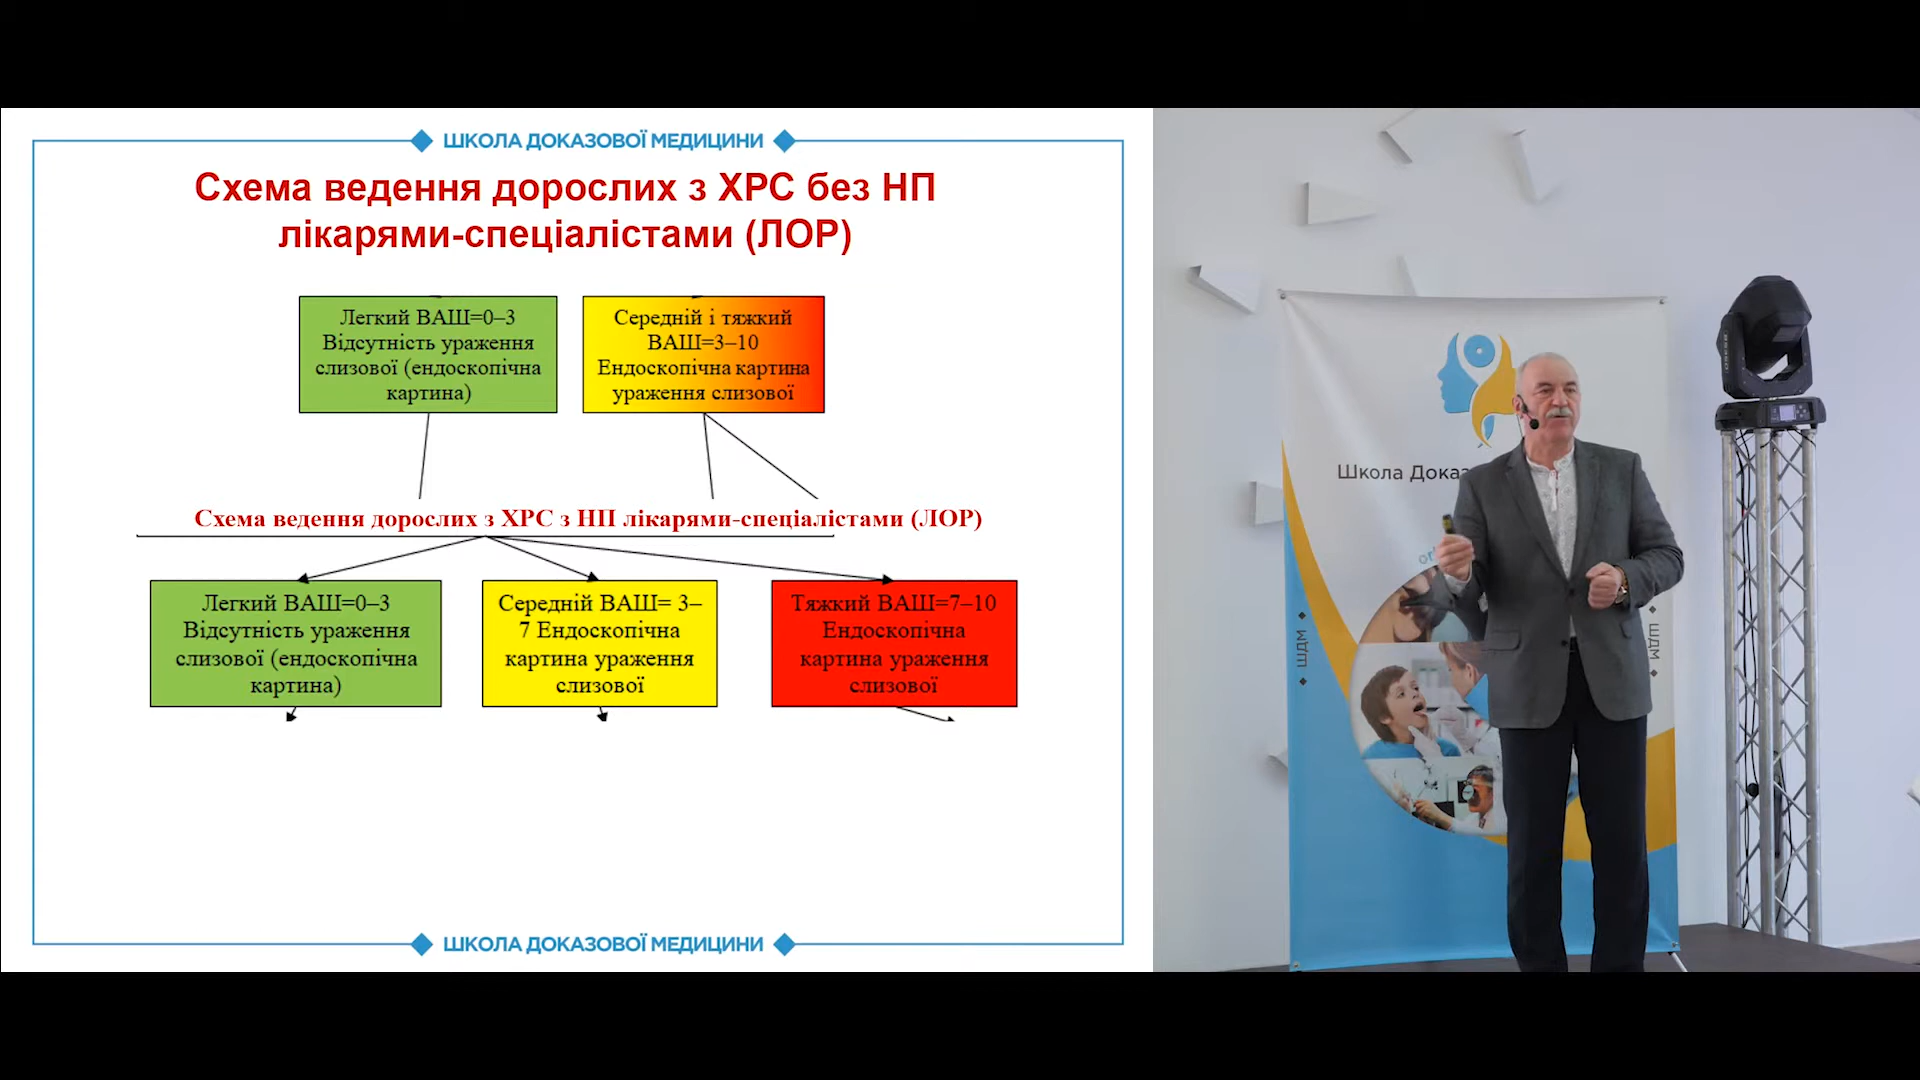 ШКОЛА ДОКАЗОВОЇ МЕДИЦИНИ
Схема ведення дорослих з ХРС без НП
лікарями-спеціалістами (ЛОР)
Легкий ВАШ=0–3
Відсутність ураження
слизової (ендоскопічна
картина)
Середній і тяжкий
ВАШ=3–10
Ендоскопічна картина
ураження слизової
Схема ведення дорослих з ХРС з НП лікарями-спеціалістами (ЛОР)
Легкий ВАШ=0–3
Відсутність ураження
слизової (ендоскопічна
картина)
Середній ВАШ= 3–
7 Ендоскопічна
картина ураження
слизової
Тяжкий ВАШ=7–10
Ендоскопічна
картина ураження
слизової
ШКОЛА ДОКАЗОВОЇ МЕДИЦИНИ
Школа
ШДМ
ШДМ